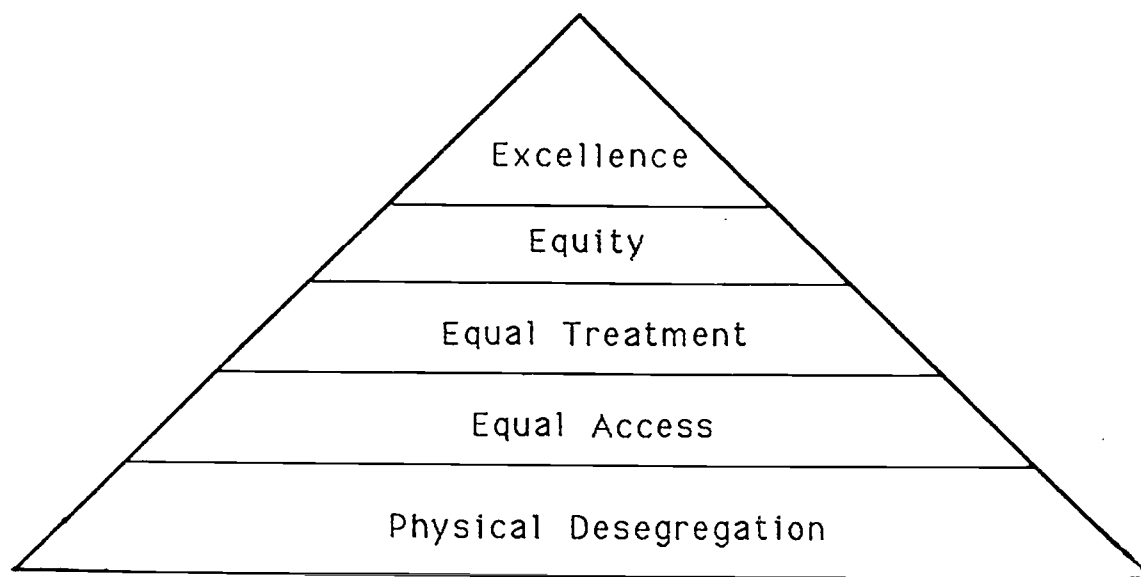 Excellence
Equity
Equal Treatment
Equal Access
Physical Desegregation